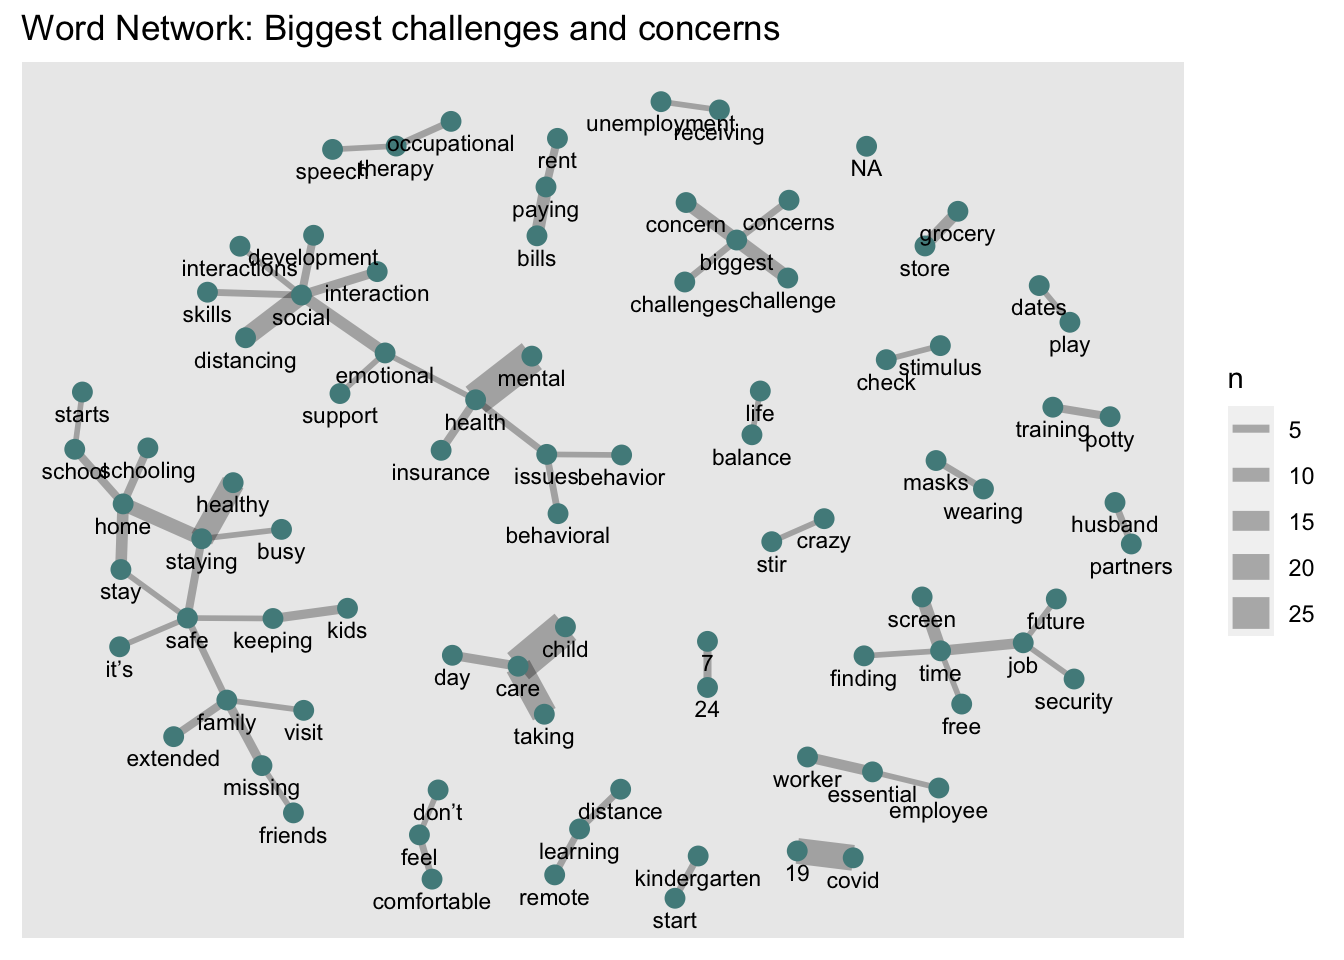 Word Network: Biggest challenges and concerns
unemployment
receiving
occupational
speech
therapy
rent
NA
paying
concern
concerns
grocery
bills
biggest
store
development
interactions
interaction
challenges
challenge
skills
social
dates
distancing
play
emotional
mental
check
stimulus
support
health
life
starts
balance
training
potty
insurance
issues
behavior
school
schooling
healthy
masks
wearing
home
staying
busy
behavioral
stir
crazy
husband
partners
stay
safe
keeping
kids
it’s
day
care
child
taking
7
24
screen
future
finding
time
job
security
free
family
visit
extended
missing
friends
worker
essential
employee
don’t
feel
comfortable
distance
learning
remote
kindergarten
start
19
covid
n
5
10
15
20
25